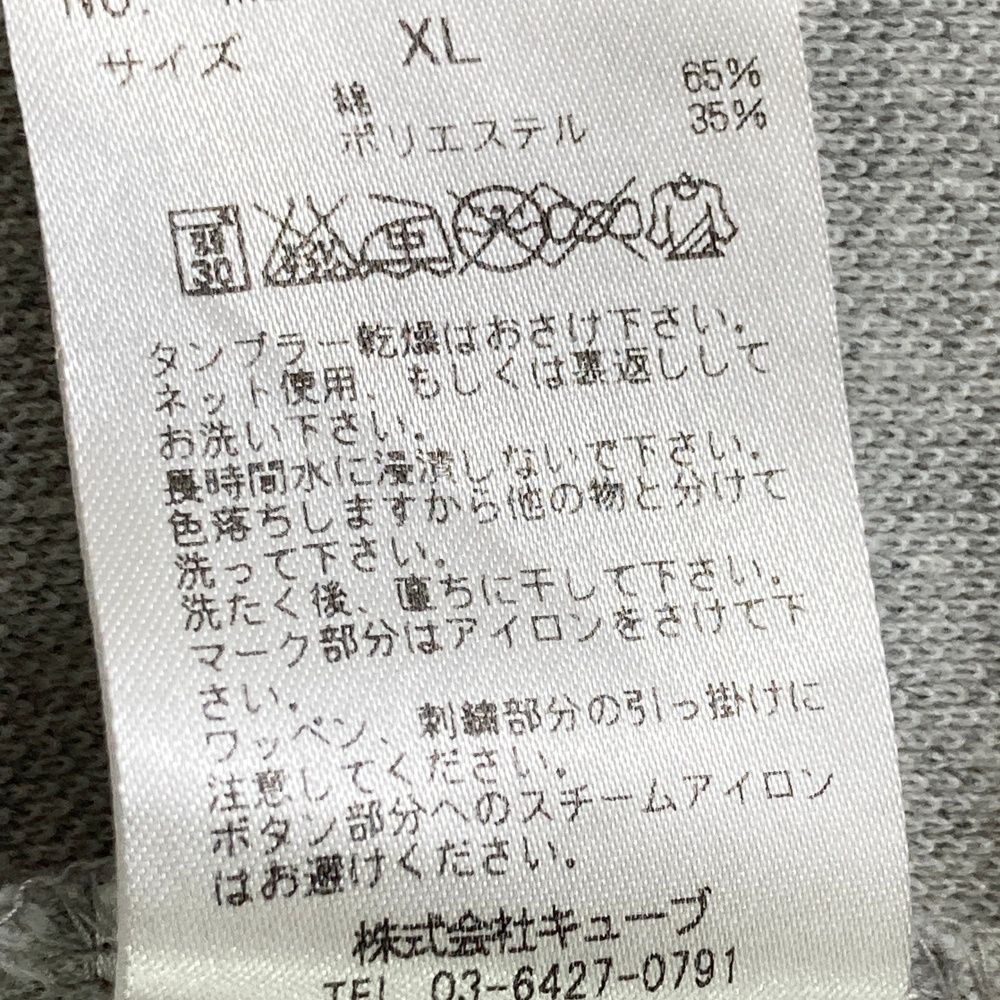 NO.
サイズ XL
綿 65%
ポリエステル 35%
弱 30
中
タンブラー乾燥はおさけ下さい。
ネット使用、もしくは裏返しして
お洗い下さい。
長時間水に浸漬しないで下さい。
色落ちしますから他の物と分けて
洗って下さい。
洗たく後、直ちに干して下さい。
マーク部分はアイロンをさけて下
さい。
ワッペン、刺繍部分の引っ掛けに
注意してください。
ボタン部分へのスチームアイロン
はお避けください。
株式会社キューブ
TEL 03-6427-0791